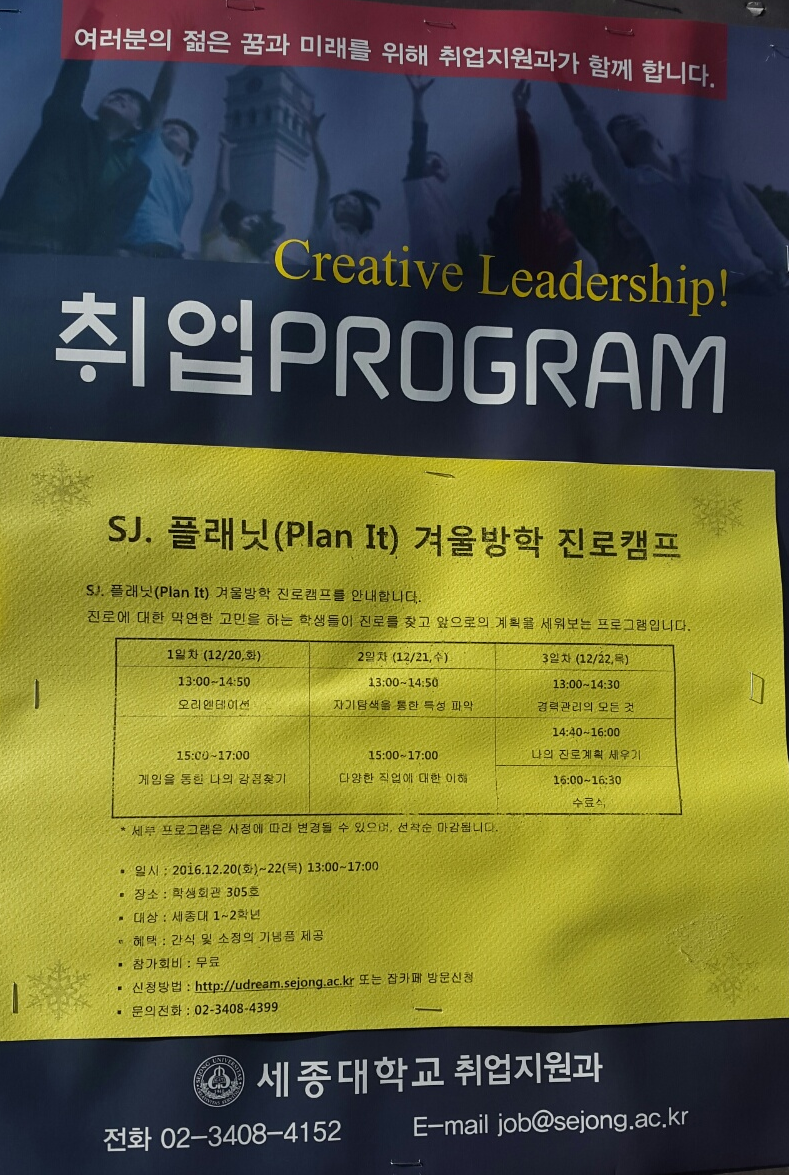 여러분의 젊은 꿈과 미래를 위해 취업지원과가 함께 합니다.
Creative Leadership!
취업PROGRAM
SJ. 플래닛(Plan It) 겨울방학 진로캠프
SJ. 플래닛(Plan It) 겨울방학 진로캠프를 안내합니다.
진로에 대한 막연한 고민을 하는 학생들이 진로를 찾고 앞으로의 계획을 세워보는 프로그램입니다.
1일차 (12/20,화)
2일차 (12/21,수)
3일차 (12/22,목)
13:00~14:50
오리엔테이션
13:00~14:50
자기탐색을 통한 특성 파악
13:00~14:30
경력관리의 모든 것
15:00~17:00
게임을 통한 나의 강점찾기
15:00~17:00
다양한 직업에 대한 이해
14:40~16:00
나의 진로계획 세우기
16:00~16:30
수료식
* 세부 프로그램은 사정에 따라 변경될 수 있으며, 선착순 마감됩니다.
▪ 일시 : 2016.12.20(화)~22(목) 13:00~17:00
▪ 장소 : 학생회관 305호
▪ 대상 : 세종대 1~2학년
▪ 혜택 : 간식 및 소정의 기념품 제공
▪ 참가회비 : 무료
▪ 신청방법 : http://udream.sejong.ac.kr 또는 잡카페 방문신청
▪ 문의전화 : 02-3408-4399
세종대학교 취업지원과
전화 02-3408-4152 E-mail job@sejong.ac.kr